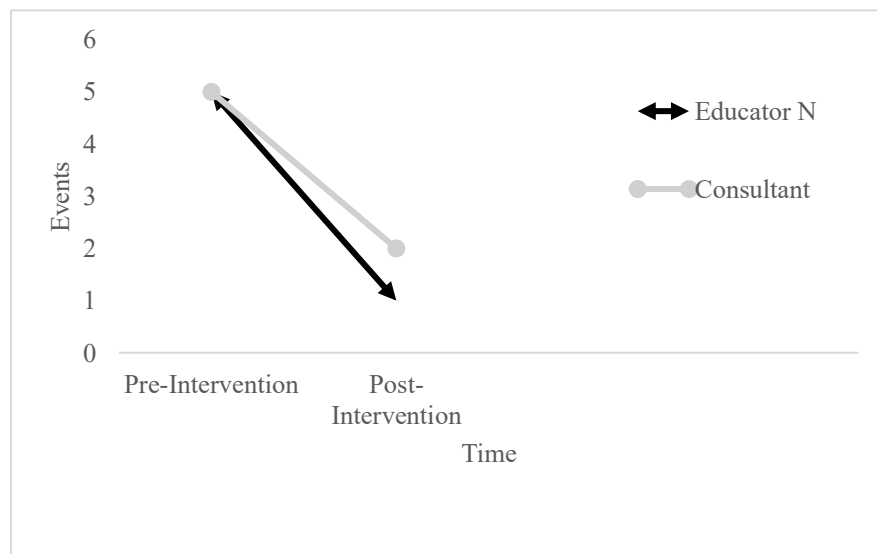 6
5
4
3
2
1
0
Events
Pre-Intervention
Post-
Intervention
Time
Educator N
Consultant